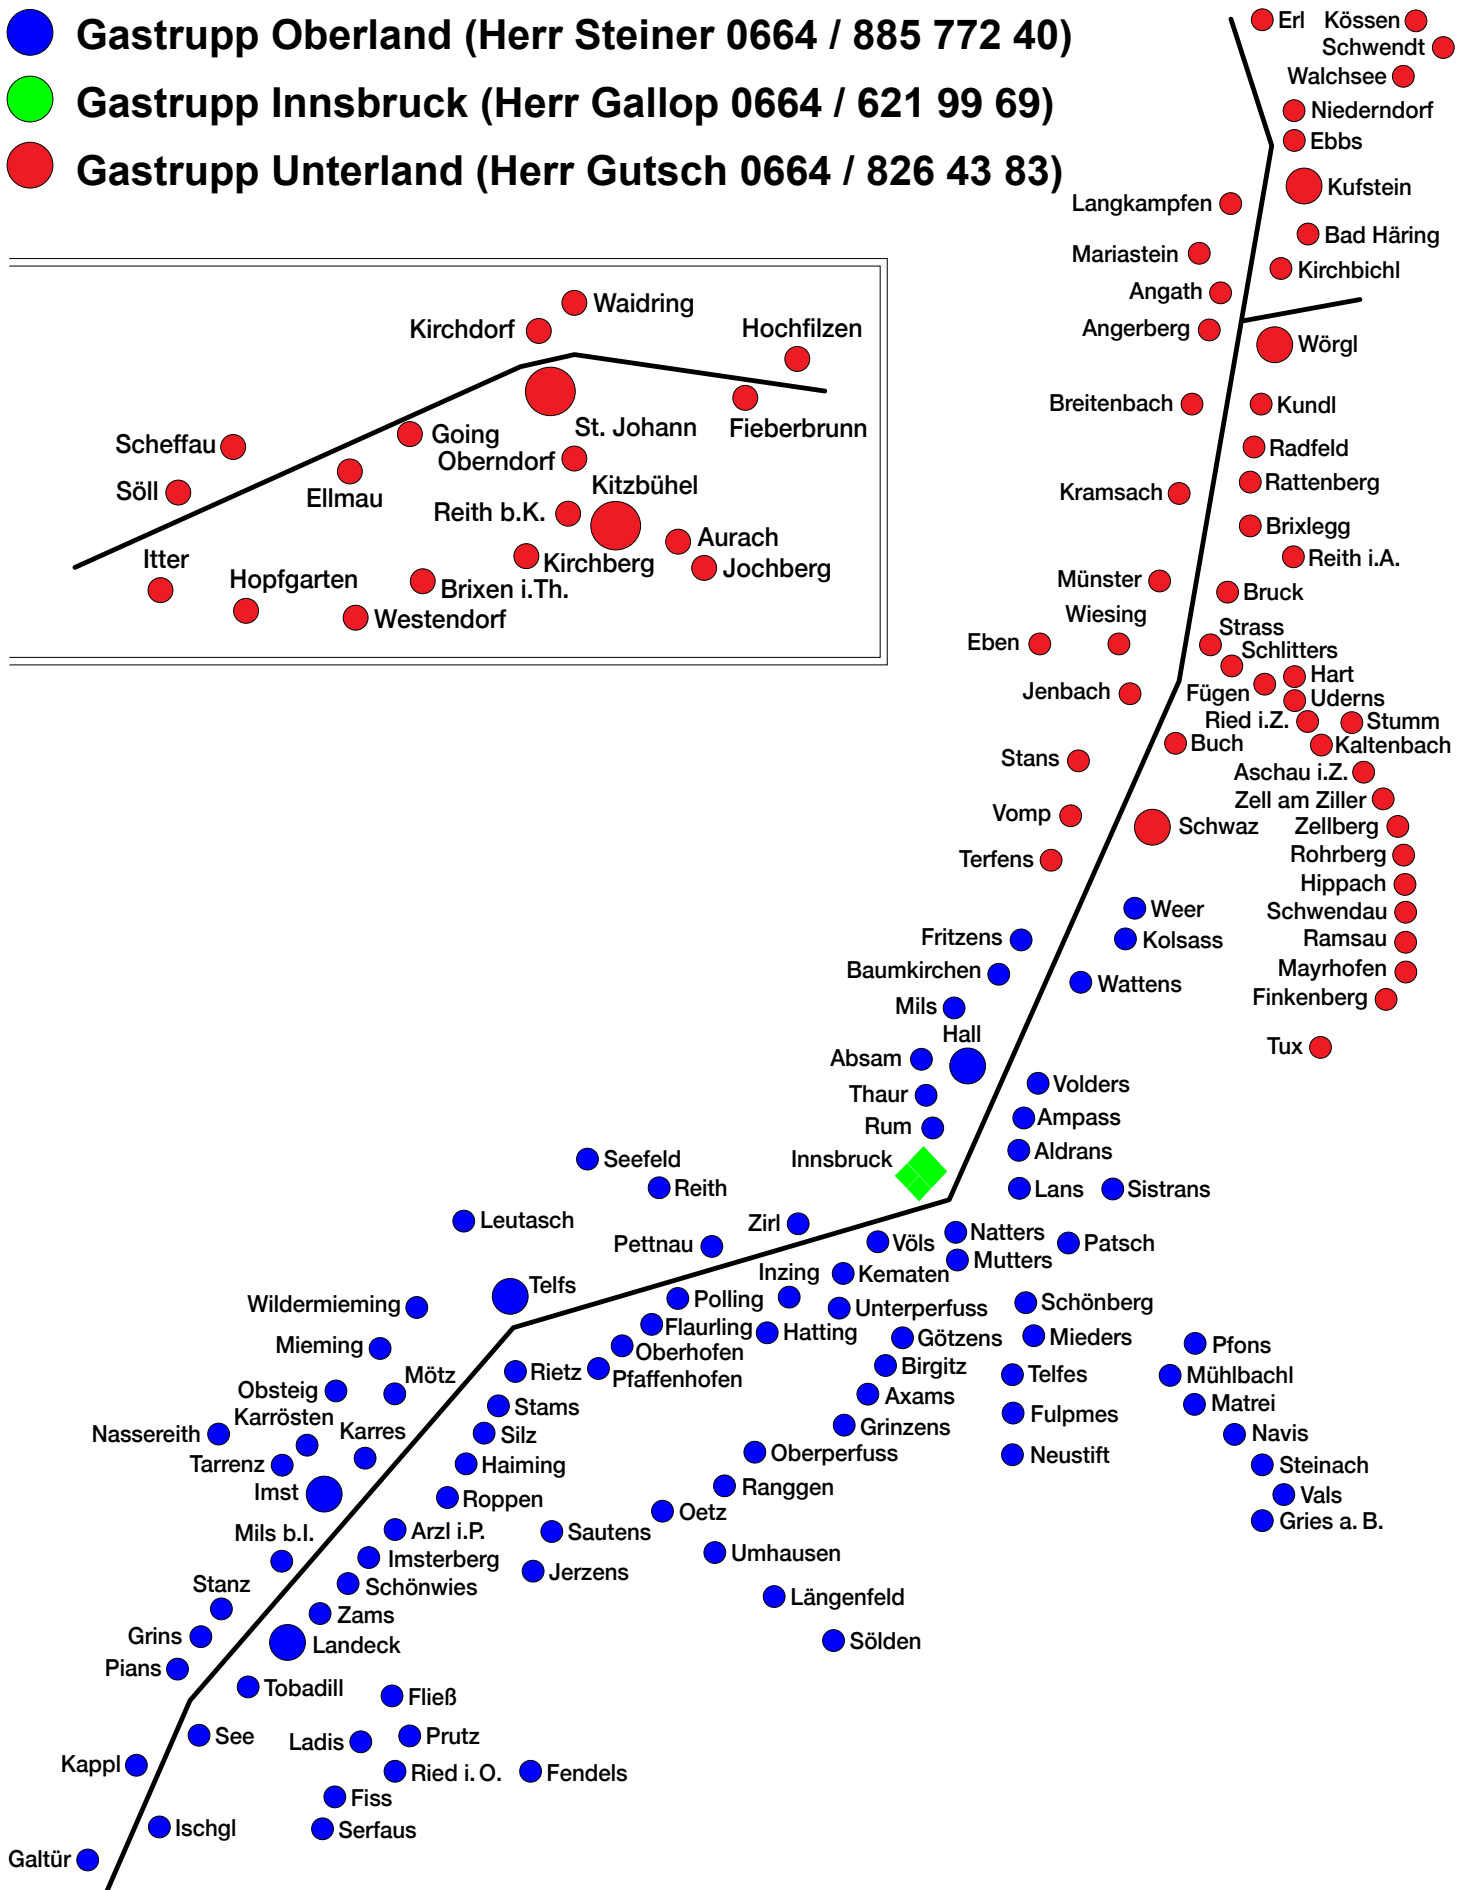 Gastrupp Oberland (Herr Steiner 0664 / 885 772 40)
Gastrupp Innsbruck (Herr Gallop 0664 / 621 99 69)
Gastrupp Unterland (Herr Gutsch 0664 / 826 43 83)
Erl
Kössen
Schwendt
Walchsee
Niederndorf
Ebbs
Kufstein
Langkampfen
Bad Häring
Mariastein
Kirchbichl
Angath
Angerberg
Wörgl
Breitenbach
Kundl
Radfeld
Rattenberg
Kramsach
Brixlegg
Reith i.A.
Münster
Bruck
Wiesing
Strass
Eben
Schlitters
Hart
Jenbach
Fügen
Uderns
Ried i.Z.
Stumm
Buch
Kaltenbach
Stans
Aschau i.Z.
Zell am Ziller
Vomp
Schwaz
Zellberg
Terfens
Rohrberg
Hippach
Schwendau
Ramsau
Mayrhofen
Finkenberg
Tux
Waidring
Kirchdorf
Hochfilzen
St. Johann
Fieberbrunn
Going
Scheffau
Oberndorf
Söll
Ellmau
Kitzbühel
Reith b.K.
Aurach
Itter
Kirchberg
Jochberg
Hopfgarten
Brixen i.Th.
Westendorf
Weer
Fritzens
Kolsass
Baumkirchen
Wattens
Mils
Hall
Absam
Volders
Thaur
Ampass
Rum
Aldrans
Innsbruck
Seefeld
Reith
Lans
Sistrans
Leutasch
Zirl
Natters
Pettnau
Völs
Patsch
Mutters
Inzing
Kematen
Telfs
Polling
Wildermieming
Unterperfuss
Schönberg
Flaurling
Hatting
Götzens
Mieders
Mieming
Oberhofen
Pfons
Birgitz
Mötz
Rietz
Pfaffenhofen
Telfes
Mühlbachl
Obsteig
Axams
Matrei
Karrösten
Stams
Fulpmes
Nassereith
Karres
Silz
Grinzens
Navis
Tarrenz
Haiming
Oberperfuss
Neustift
Steinach
Imst
Roppen
Ranggen
Vals
Oetz
Gries a. B.
Mils b.I.
Arzl i.P.
Sautens
Imsterberg
Umhausen
Stanz
Schönwies
Jerzens
Längenfeld
Grins
Zams
Landeck
Sölden
Pians
Tobadill
Fließ
See
Ladis
Prutz
Kappl
Ried i. O.
Fendels
Fiss
Ischgl
Serfaus
Galtür